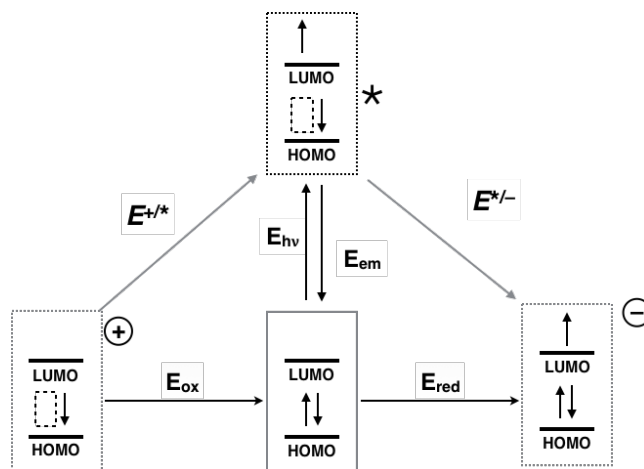 LUMO
*
HOMO
E+/*
E*/–
Ehν
Eem
+
–
LUMO
HOMO
Eox
LUMO
HOMO
Ered
LUMO
HOMO